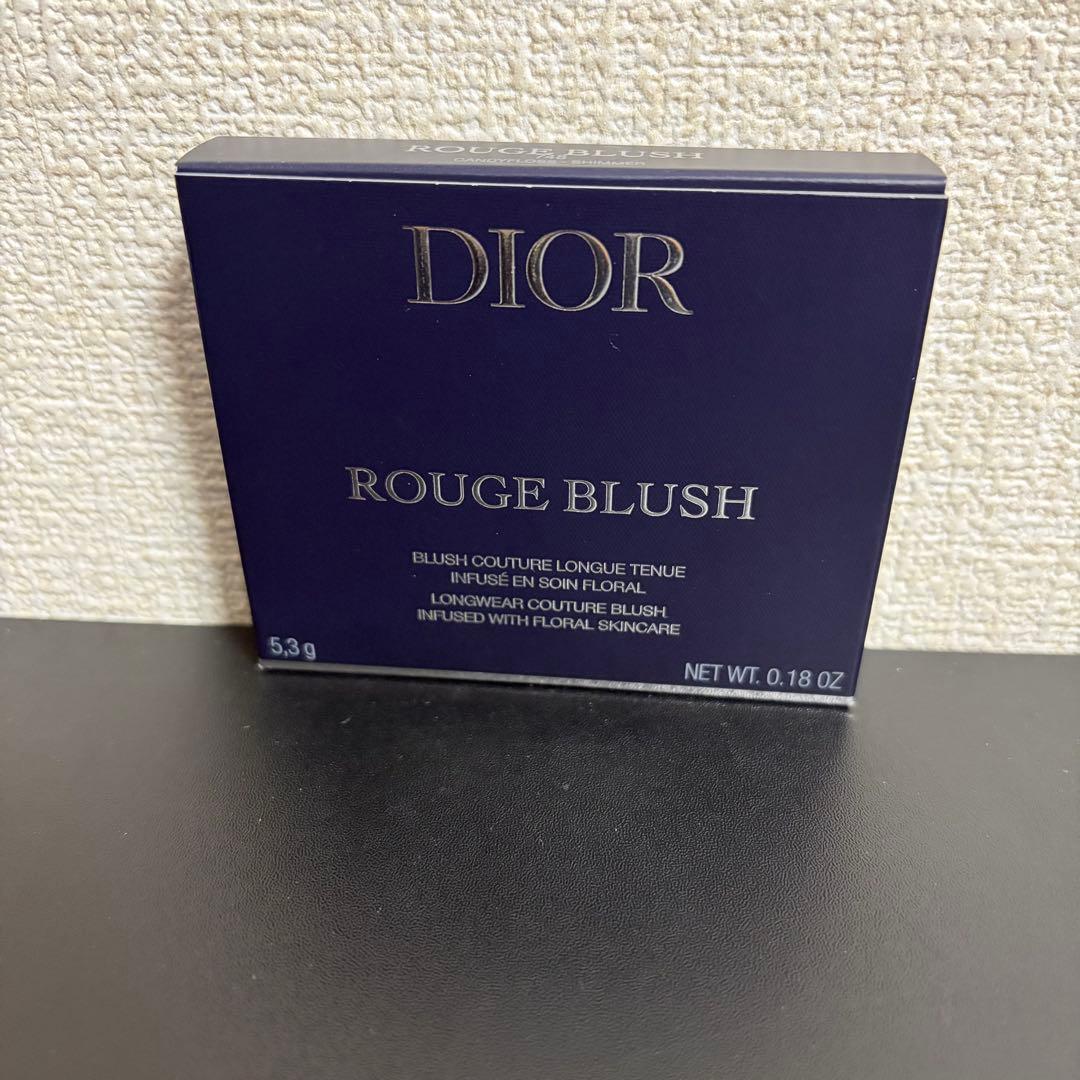 ROUGE BLUSH
CANDYFLOSS SHIMMER
DIOR
ROUGE BLUSH
BLUSH COUTURE LONGUE TENUE
INFUSÉ EN SOIN FLORAL
LONGWEAR COUTURE BLUSH
INFUSED WITH FLORAL SKINCARE
5,3 g
NET WT. 0.18 OZ